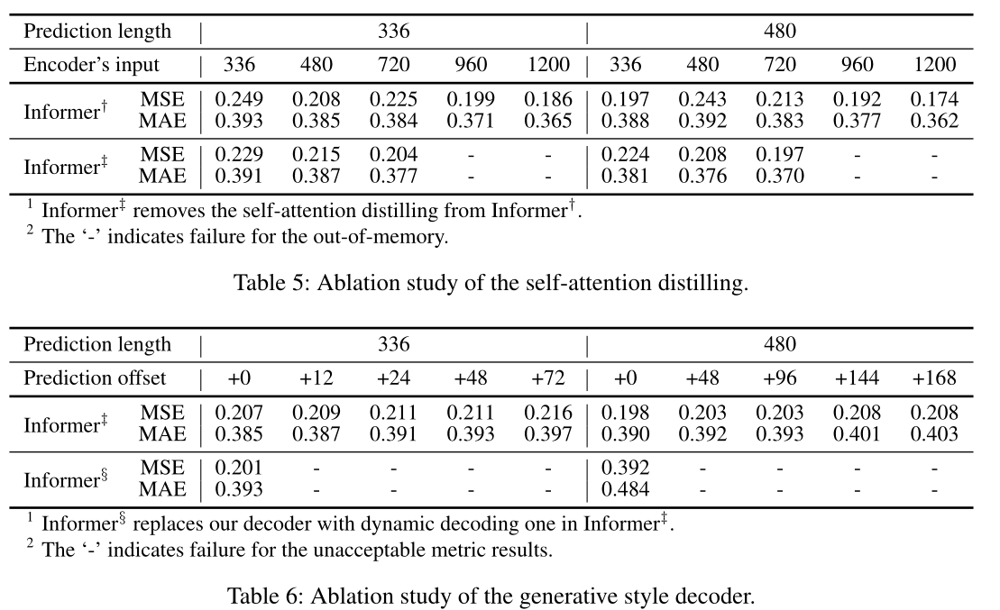 Prediction length | 336 | 480
Encoder's input | 336 480 720 960 1200 | 336 480 720 960 1200
Informer† MSE | 0.249 0.208 0.225 0.199 0.186 | 0.197 0.243 0.213 0.192 0.174
MAE | 0.393 0.385 0.384 0.371 0.365 | 0.388 0.392 0.383 0.377 0.362
Informer‡ MSE | 0.229 0.215 0.204 - - | 0.224 0.208 0.197 - -
MAE | 0.391 0.387 0.377 - - | 0.381 0.376 0.370 - -
1 Informer‡ removes the self-attention distilling from Informer†.
2 The ‘-’ indicates failure for the out-of-memory.
Table 5: Ablation study of the self-attention distilling.
Prediction length | 336 | 480
Prediction offset | +0 +12 +24 +48 +72 | +0 +48 +96 +144 +168
Informer‡ MSE | 0.207 0.209 0.211 0.211 0.216 | 0.198 0.203 0.203 0.208 0.208
MAE | 0.385 0.387 0.391 0.393 0.397 | 0.390 0.392 0.393 0.401 0.403
Informer§ MSE | 0.201 - - - - | 0.392 - - - -
MAE | 0.393 - - - - | 0.484 - - - -
1 Informer§ replaces our decoder with dynamic decoding one in Informer‡.
2 The ‘-’ indicates failure for the unacceptable metric results.
Table 6: Ablation study of the generative style decoder.